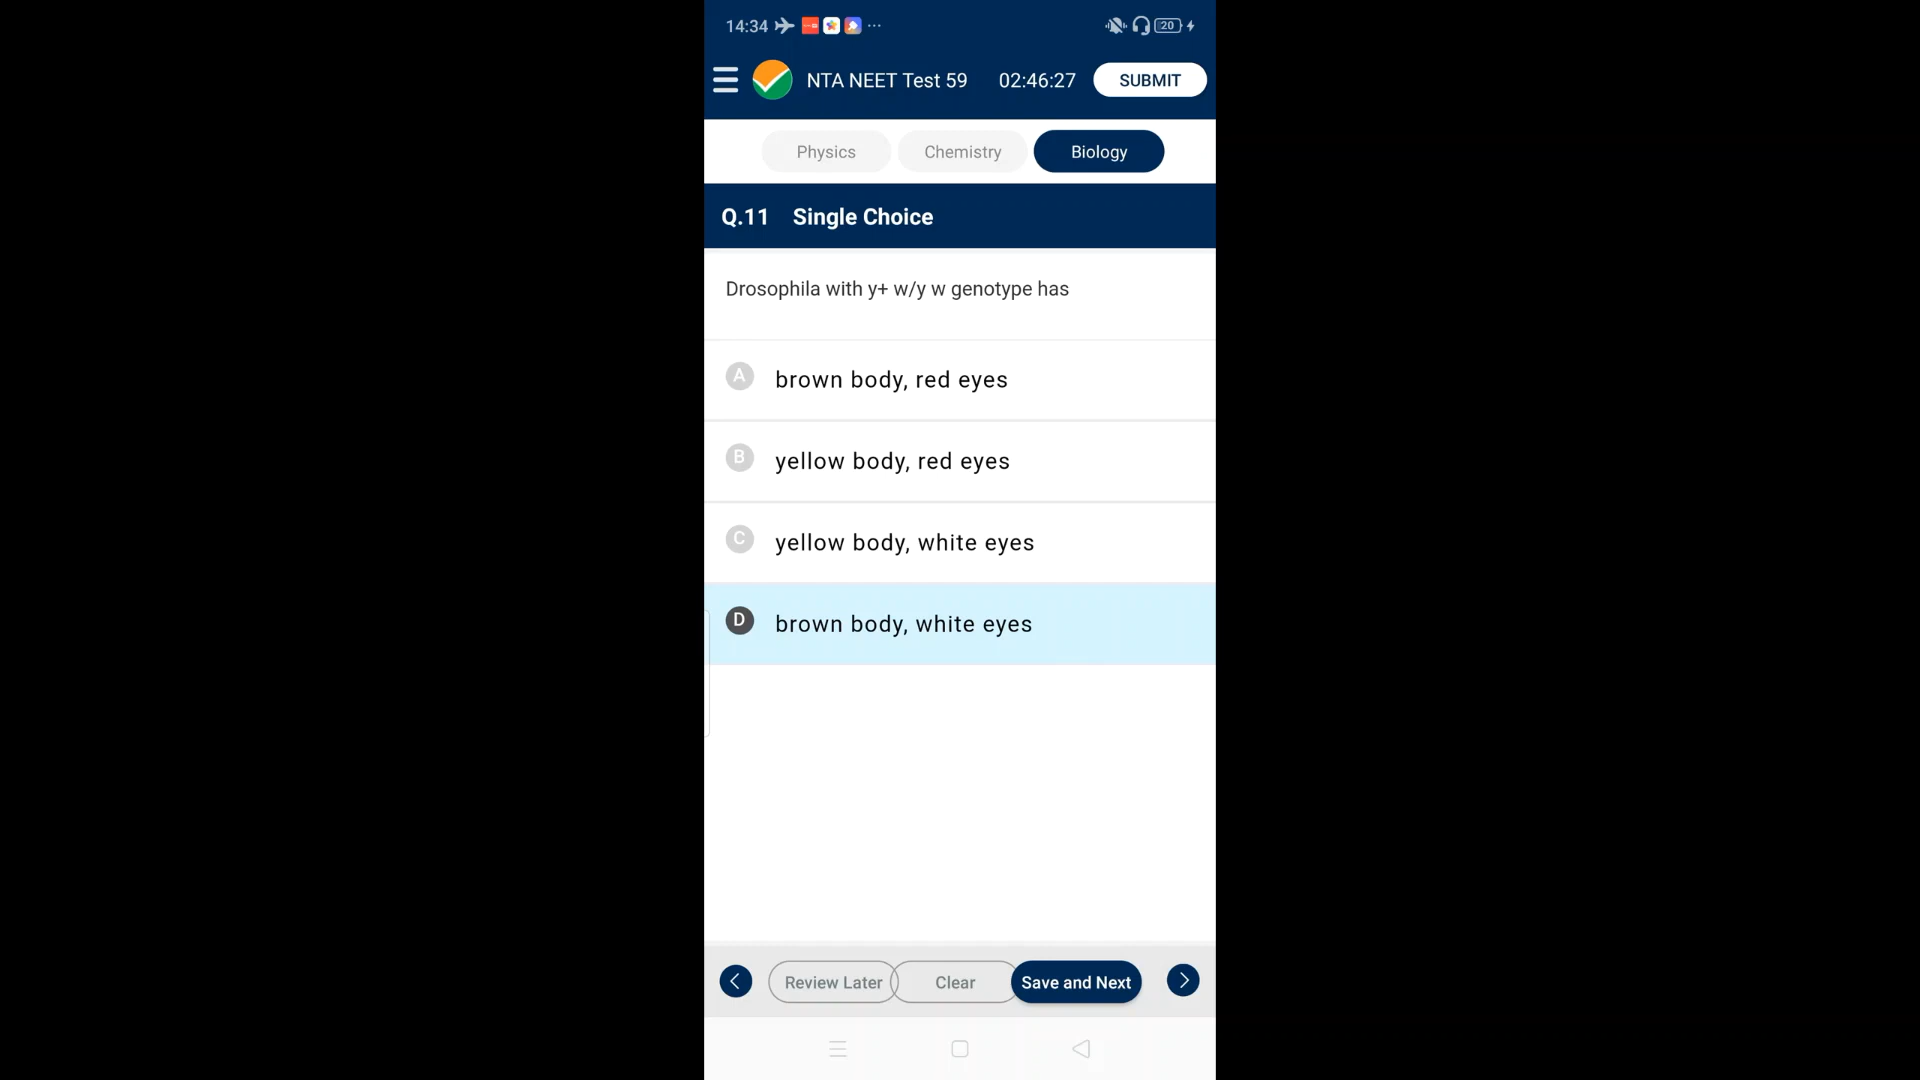 14:34 ... 20
NTA NEET Test 59 02:46:27 SUBMIT
Physics Chemistry Biology
Q.11 Single Choice
Drosophila with y+ w/y w genotype has
A brown body, red eyes
B yellow body, red eyes
C yellow body, white eyes
D brown body, white eyes
Review Later Clear Save and Next